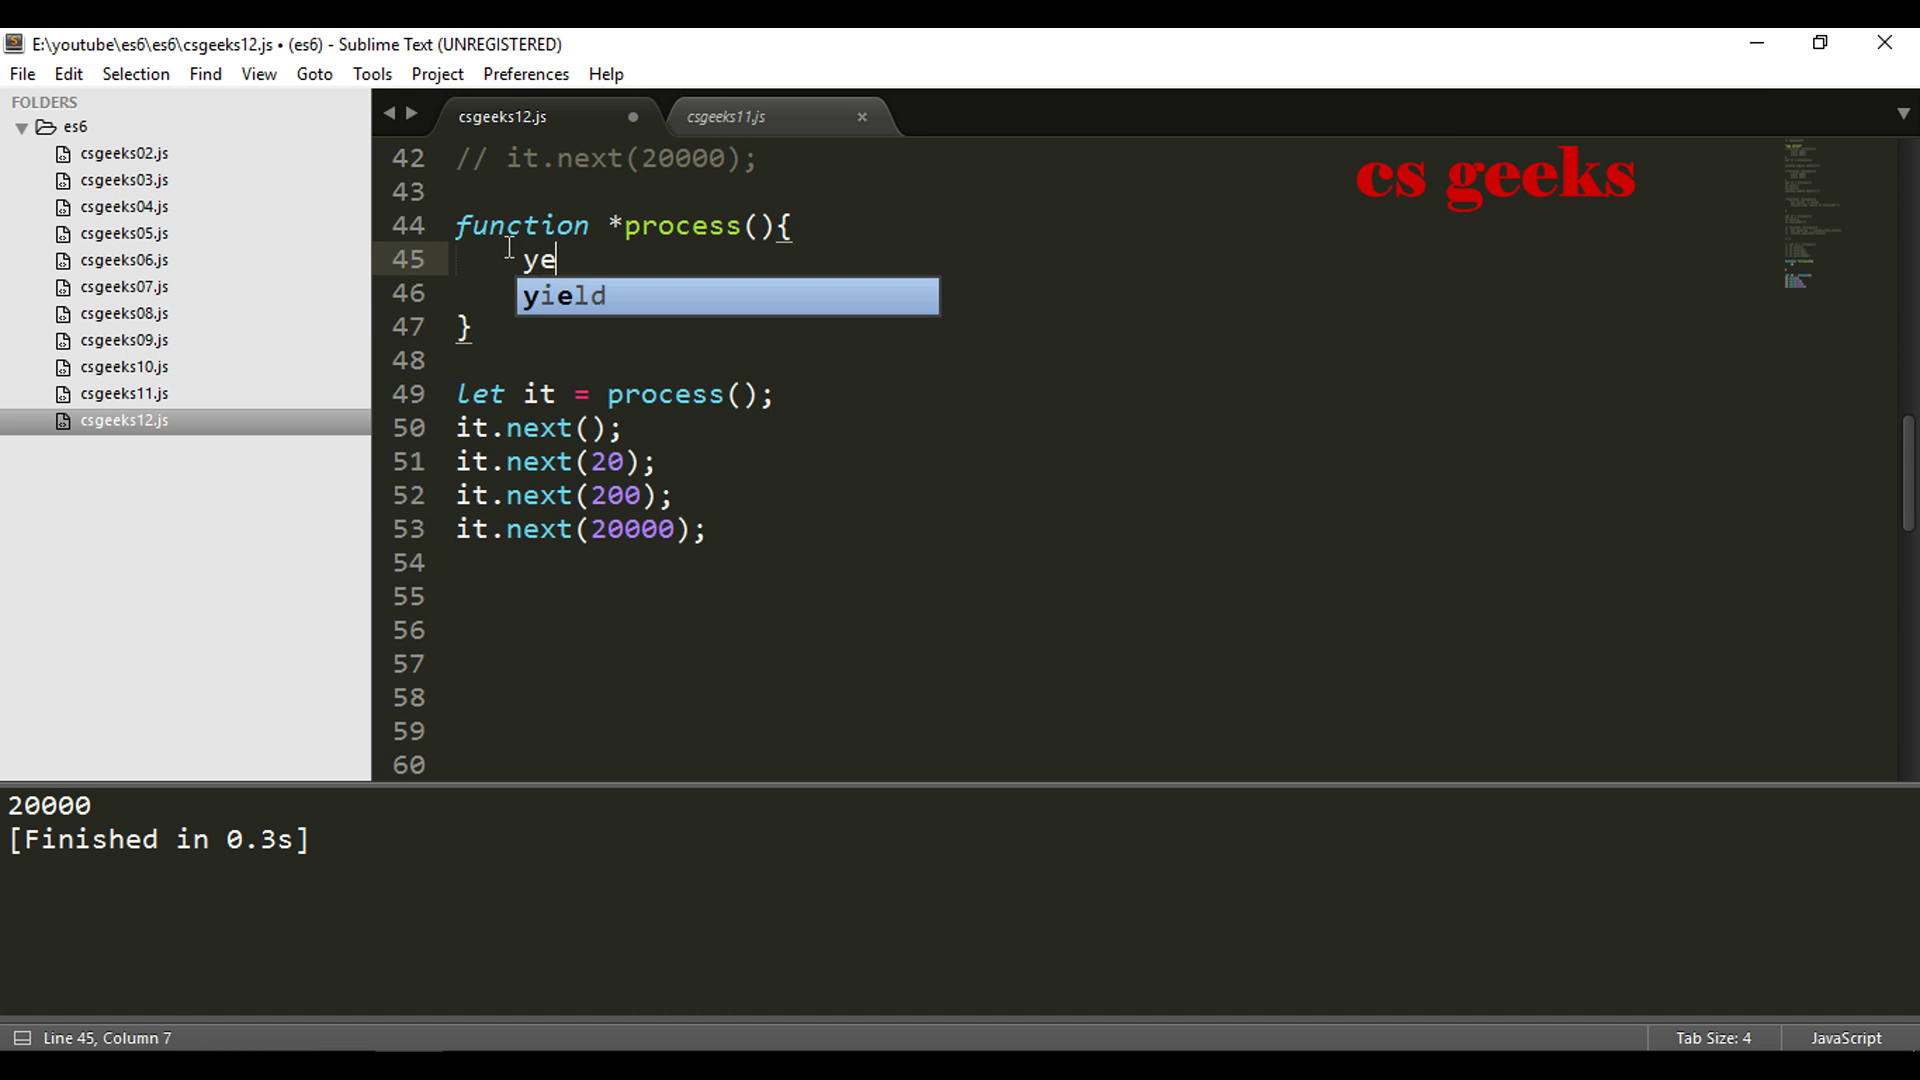 E:\youtube\es6\es6\csgeeks12.js • (es6) - Sublime Text (UNREGISTERED)
File Edit Selection Find View Goto Tools Project Preferences Help
FOLDERS
es6
csgeeks02.js
csgeeks03.js
csgeeks04.js
csgeeks05.js
csgeeks06.js
csgeeks07.js
csgeeks08.js
csgeeks09.js
csgeeks10.js
csgeeks11.js
csgeeks12.js
csgeeks12.js csgeeks11.js
cs geeks
42 // it.next(20000);
43
44 function *process(){
45 ye
yield
46
47 }
48
49 let it = process();
50 it.next();
51 it.next(20);
52 it.next(200);
53 it.next(20000);
54
55
56
57
58
59
60
20000
[Finished in 0.3s]
Line 45, Column 7 Tab Size: 4 JavaScript